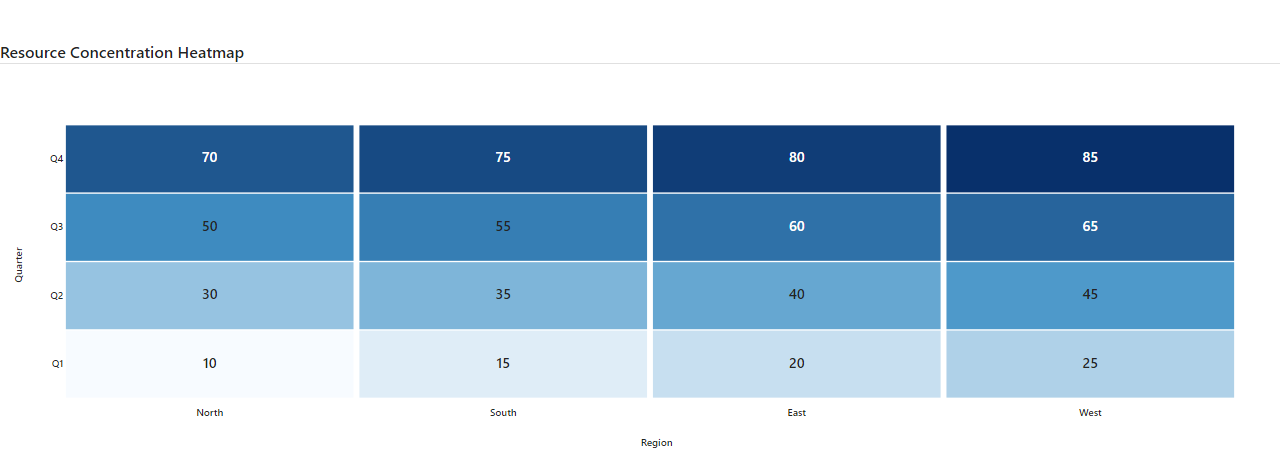 Resource Concentration Heatmap
Q4 70 75 80 85
Q3 50 55 60 65
Quarter
Q2 30 35 40 45
Q1 10 15 20 25
North South East West
Region